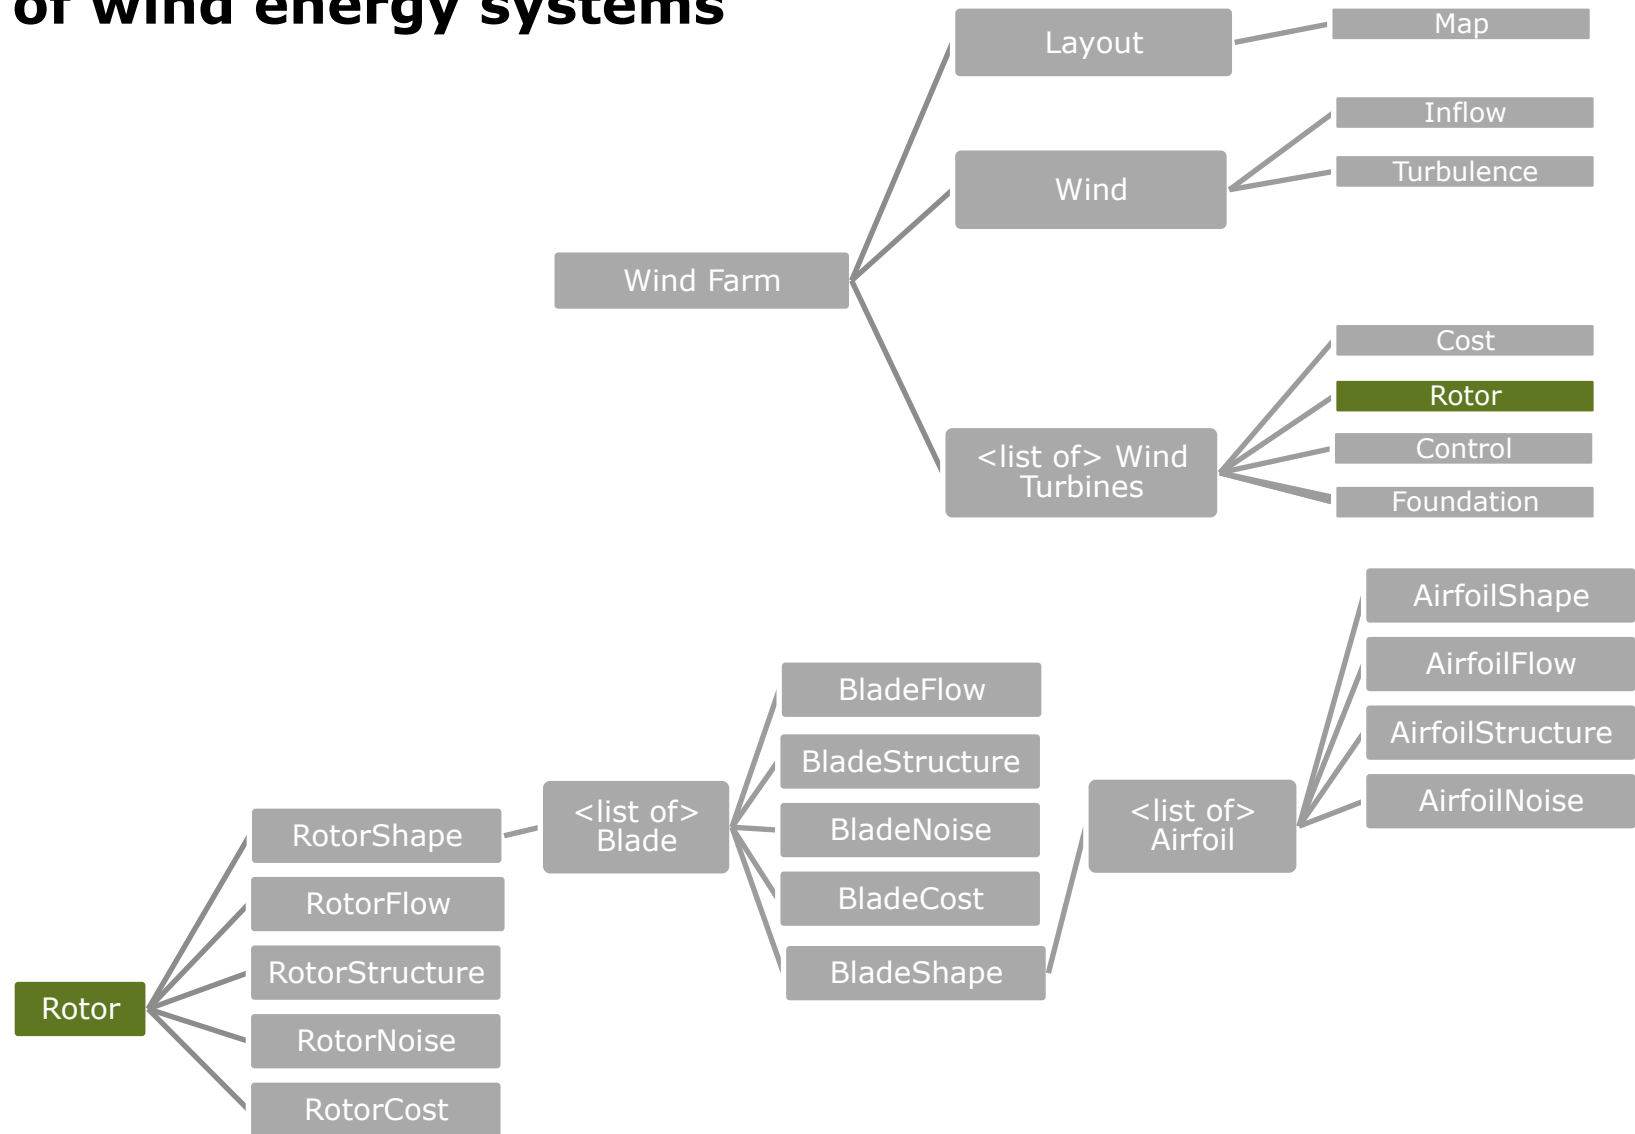 of wind energy systems
Layout
Map
Inflow
Wind
Turbulence
Wind Farm
Cost
Rotor
<list of> Wind
Turbines
Control
Foundation
AirfoilShape
AirfoilFlow
BladeFlow
AirfoilStructure
BladeStructure
AirfoilNoise
<list of>
Blade
<list of>
Airfoil
RotorShape
BladeNoise
BladeCost
RotorFlow
BladeShape
RotorStructure
Rotor
RotorNoise
RotorCost